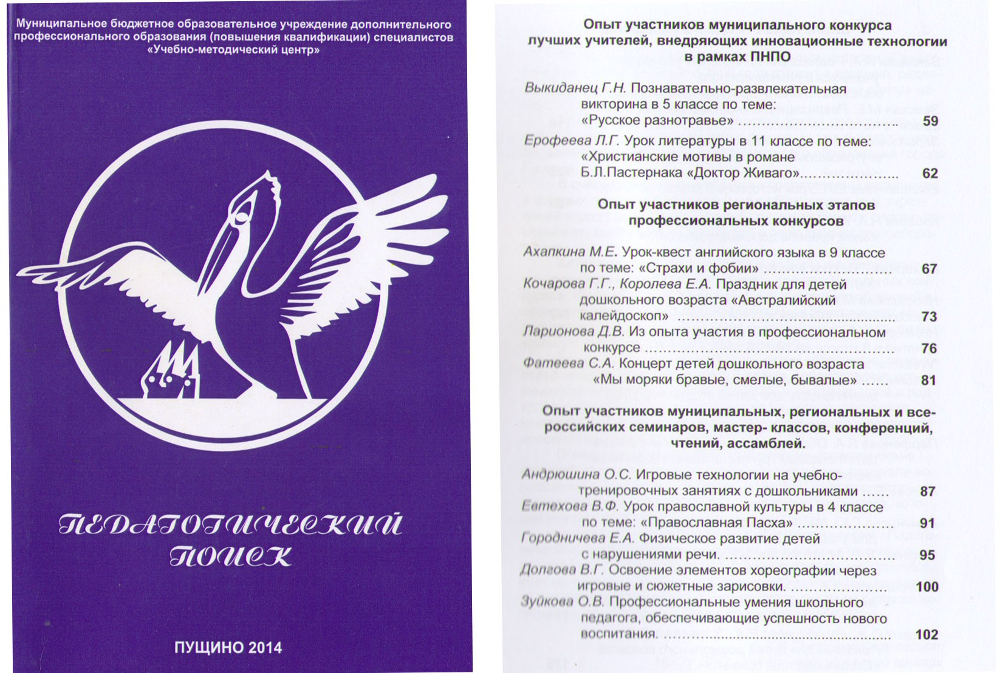 Муниципальное бюджетное образовательное учреждение дополнительного
профессионального образования (повышения квалификации) специалистов
«Учебно-методический центр»
ПЕДАГОГИЧЕСКИЙ
ПОИСК
ПУЩИНО 2014
Опыт участников муниципального конкурса
лучших учителей, внедряющих инновационные технологии
в рамках ПНПО
Выкиданец Г.Н. Познавательно-развлекательная
викторина в 5 классе по теме:
«Русское разнотравье» ................................... 59
Ерофеева Л.Г. Урок литературы в 11 классе по теме:
«Христианские мотивы в романе
Б.Л.Пастернака «Доктор Живаго»..................... 62
Опыт участников региональных этапов
профессиональных конкурсов
Ахапкина М.Е. Урок-квест английского языка в 9 классе
по теме: «Страхи и фобии» ............................ 67
Кочарова Г.Г., Королева Е.А. Праздник для детей
дошкольного возраста «Австралийский
калейдоскоп» ................................................ 73
Ларионова Д.В. Из опыта участия в профессиональном
конкурсе ....................................................... 76
Фатеева С.А. Концерт детей дошкольного возраста
«Мы моряки бравые, смелые, бывалые» ...... 81
Опыт участников муниципальных, региональных и все-
российских семинаров, мастер- классов, конференций,
чтений, ассамблей.
Андрюшина О.С. Игровые технологии на учебно-
тренировочных занятиях с дошкольниками ...... 87
Евтехова В.Ф. Урок православной культуры в 4 классе
по теме: «Православная Пасха» ...................... 91
Городничева Е.А. Физическое развитие детей
с нарушениями речи. ..................................... 95
Долгова В.Г. Освоение элементов хореографии через
игровые и сюжетные зарисовки. ..................... 100
Зуйкова О.В. Профессиональные умения школьного
педагога, обеспечивающие успешность нового
воспитания. .................................................. 102